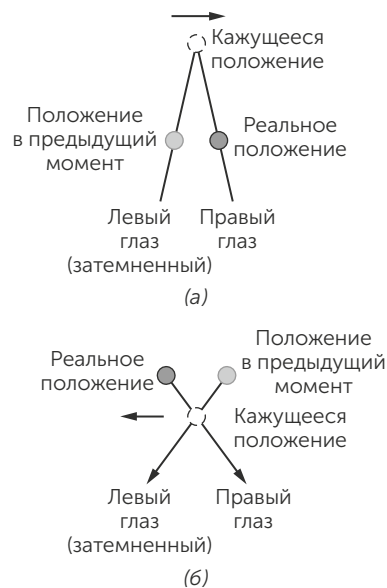 Кажущееся
положение
Положение
в предыдущий
момент
Реальное
положение
Левый
глаз
(затемненный)
Правый
глаз
(а)
Реальное
положение
Положение
в предыдущий
момент
Кажущееся
положение
Левый
глаз
(затемненный)
Правый
глаз
(б)